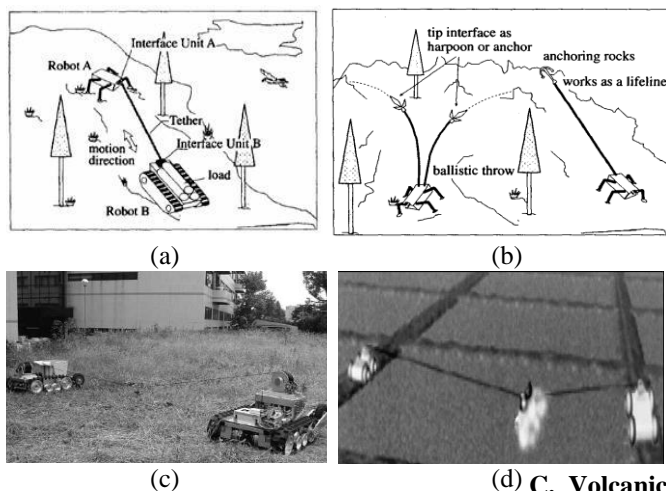 Interface Unit A
Robot A
Tether
Interface Unit B
motion
direction
load
Robot B
(a)
tip interface as
harpoon or anchor
anchoring rocks
works as a lifeline
ballistic throw
(b)
(c)
(d)
C. Volcanic